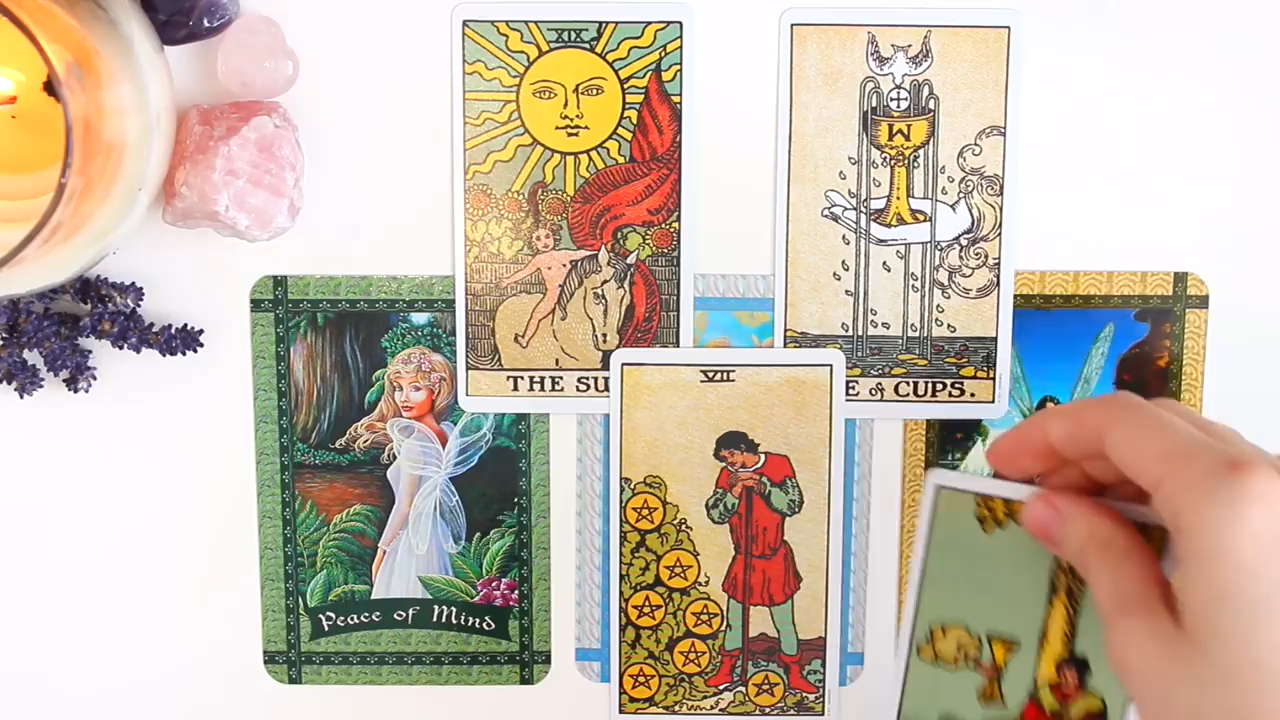 XIX
THE SU
W
E of CUPS.
VII
Peace of Mind